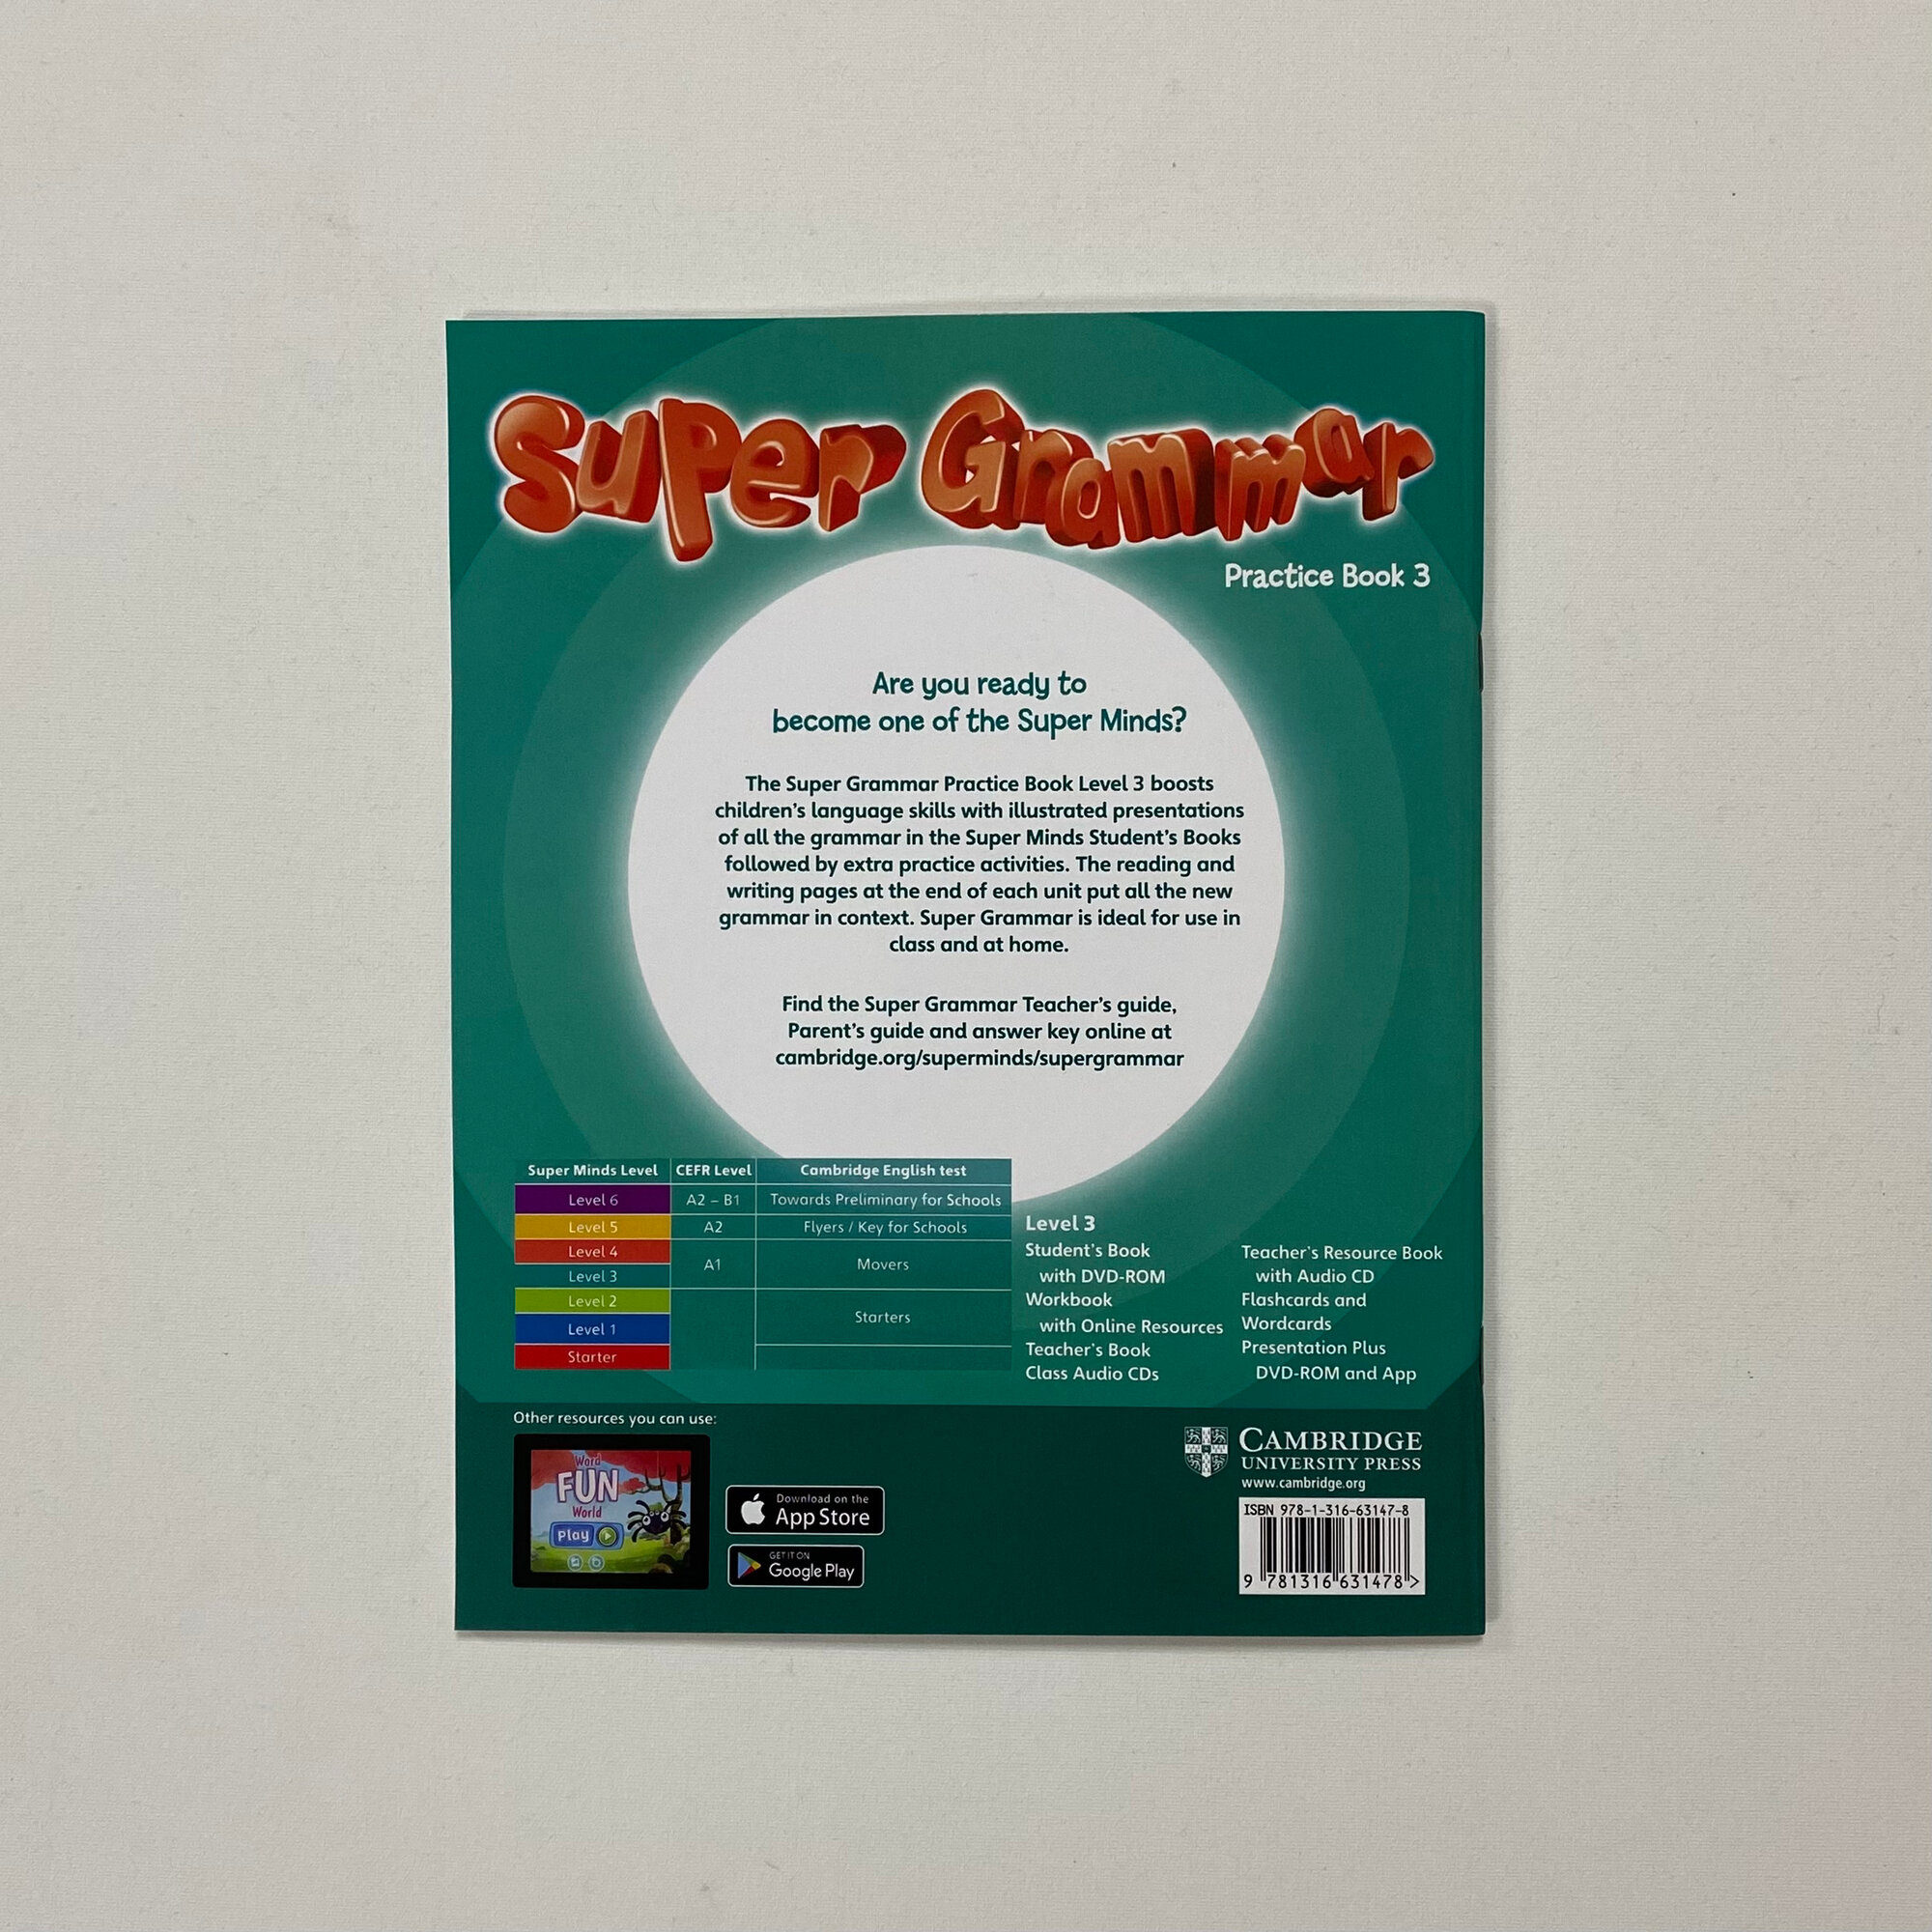 Super Grammar
Practice Book 3
Are you ready to
become one of the Super Minds?
The Super Grammar Practice Book Level 3 boosts
children's language skills with illustrated presentations
of all the grammar in the Super Minds Student's Books
followed by extra practice activities. The reading and
writing pages at the end of each unit put all the new
grammar in context. Super Grammar is ideal for use in
class and at home.
Find the Super Grammar Teacher's guide,
Parent's guide and answer key online at
cambridge.org/superminds/supergrammar
Super Minds Level CEFR Level Cambridge English test
Level 6 A2 – B1 Towards Preliminary for Schools
Level 5 A2 Flyers / Key for Schools
Level 4
A1 Movers
Level 3
Level 2
Starters
Level 1
Starter
Level 3
Student's Book
with DVD-ROM
Workbook
with Online Resources
Teacher's Book
Class Audio CDs
Teacher's Resource Book
with Audio CD
Flashcards and
Wordcards
Presentation Plus
DVD-ROM and App
Other resources you can use:
Word
FUN
World
Play
Download on the
App Store
GET IT ON
Google Play
CAMBRIDGE
UNIVERSITY PRESS
www.cambridge.org
ISBN 978-1-316-63147-8
9 781316 631478 >